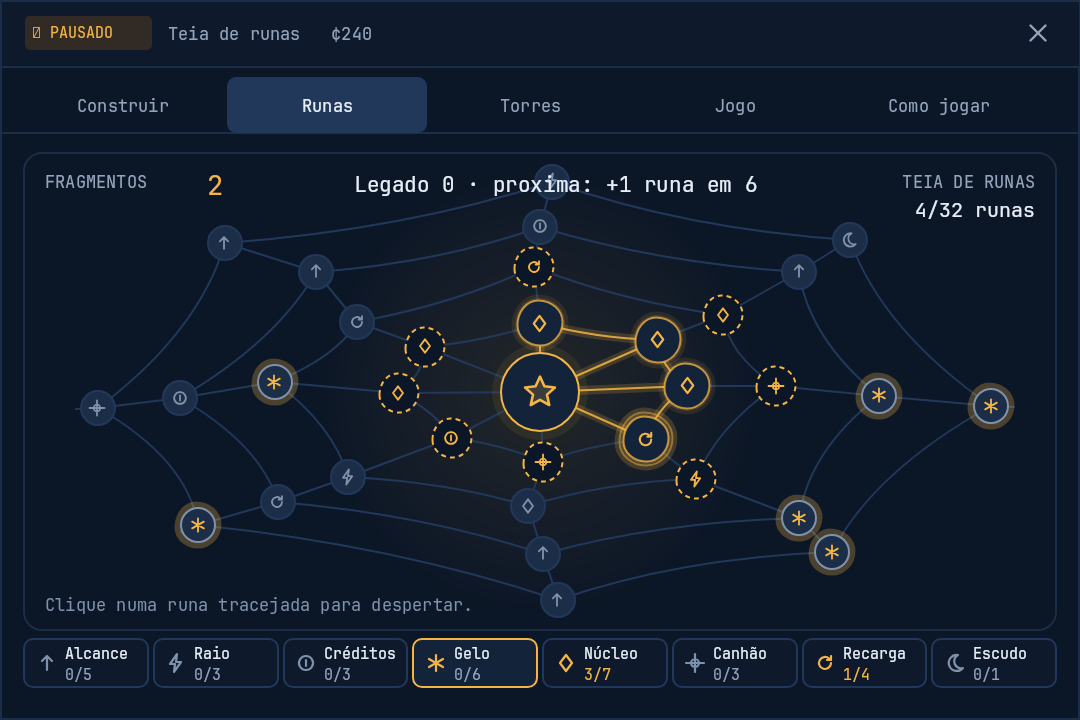 PAUSADO Teia de runas ₵240
Construir Runas Torres Jogo Como jogar
FRAGMENTOS 2 Legado 0 · proxima: +1 runa em 6 TEIA DE RUNAS
4/32 runas
Clique numa runa tracejada para despertar.
Alcance 0/5
Raio 0/3
Créditos 0/3
Gelo 0/6
Núcleo 3/7
Canhão 0/3
Recarga 1/4
Escudo 0/1